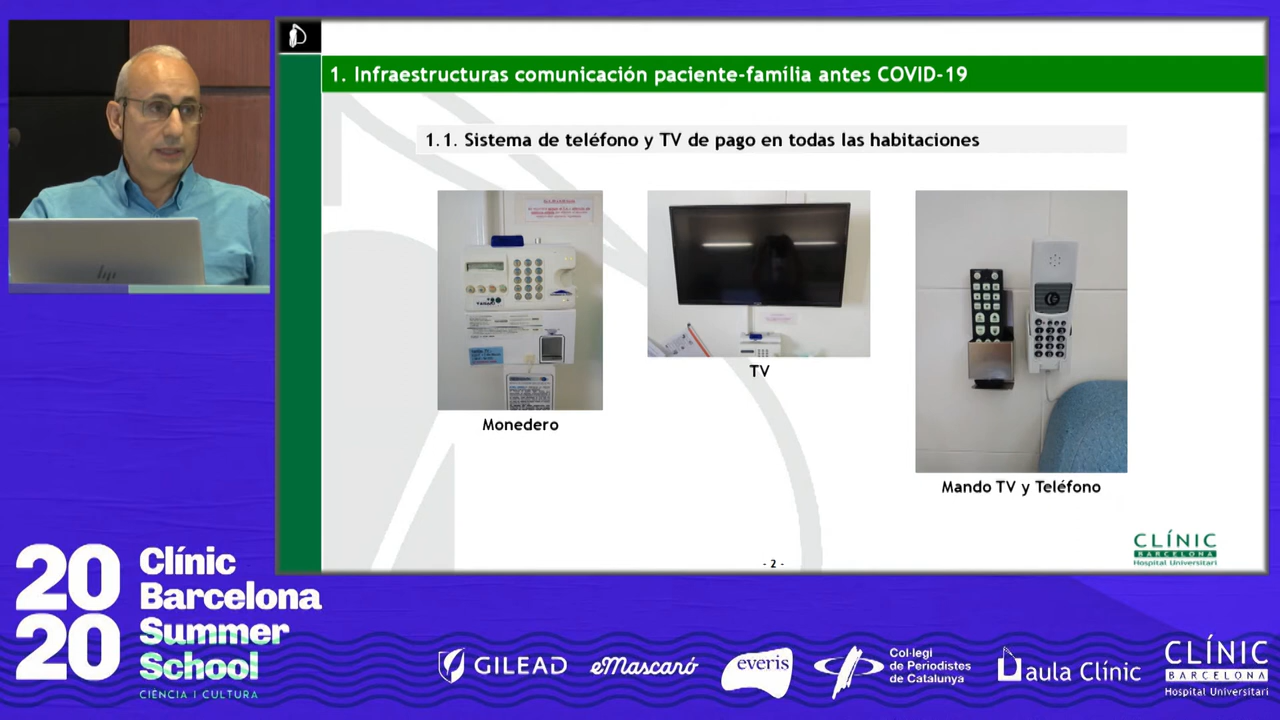 1. Infraestructuras comunicación paciente-família antes COVID-19
1.1. Sistema de teléfono y TV de pago en todas las habitaciones
Monedero
TV
Mando TV y Teléfono
CLÍNIC
BARCELONA
Hospital Universitari
- 2 -
hp
2020
Clínic
Barcelona
Summer
School
CIÈNCIA I CULTURA
GILEAD
eMascaró
everis
Col·legi
de Periodistes
de Catalunya
aula Clínic
CLÍNIC
BARCELONA
Hospital Universitari